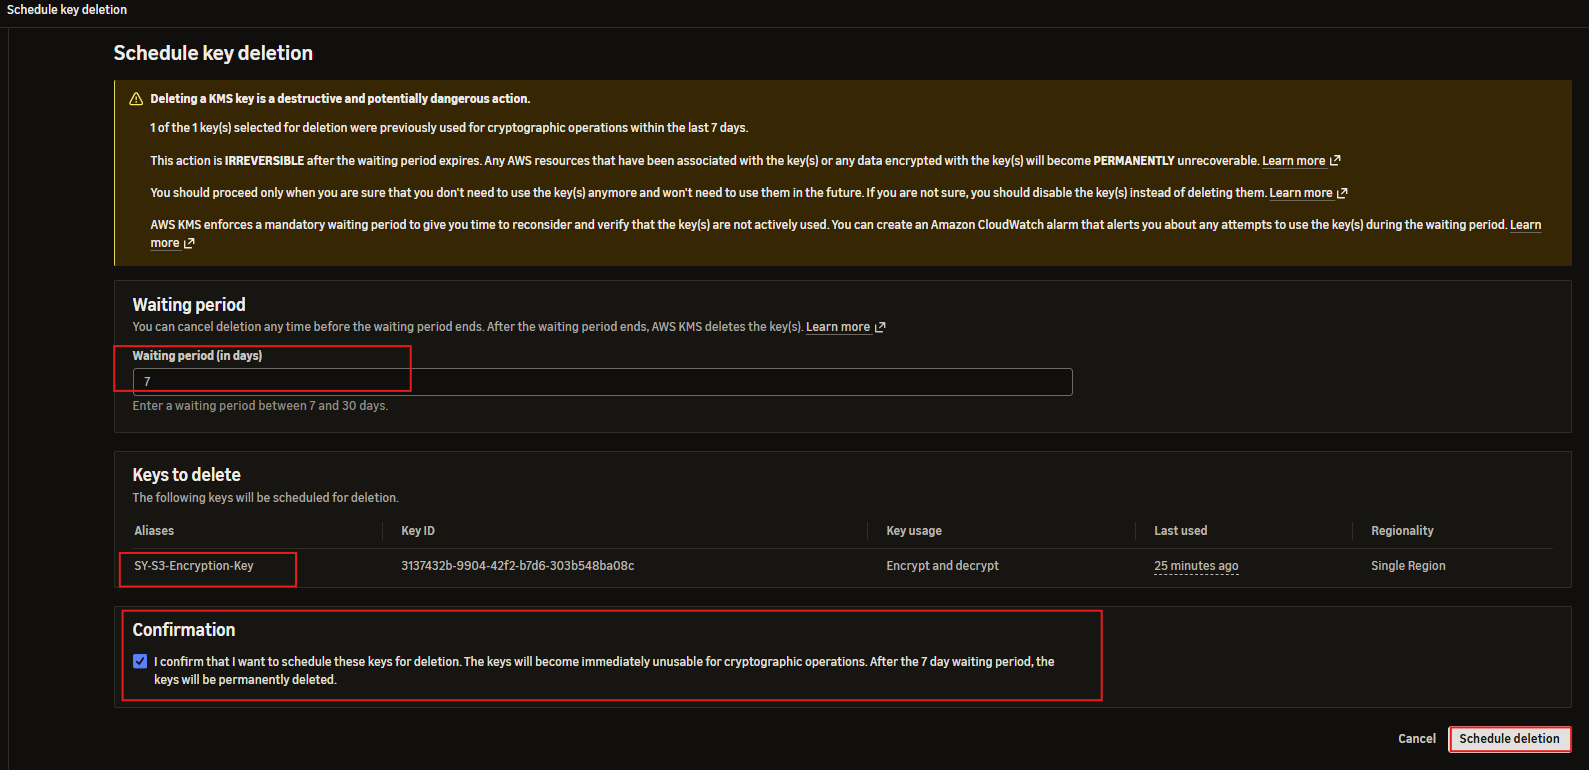 Schedule key deletion
Schedule key deletion
Deleting a KMS key is a destructive and potentially dangerous action.
1 of the 1 key(s) selected for deletion were previously used for cryptographic operations within the last 7 days.
This action is IRREVERSIBLE after the waiting period expires. Any AWS resources that have been associated with the key(s) or any data encrypted with the key(s) will become PERMANENTLY unrecoverable. Learn more
You should proceed only when you are sure that you don't need to use the key(s) anymore and won't need to use them in the future. If you are not sure, you should disable the key(s) instead of deleting them. Learn more
AWS KMS enforces a mandatory waiting period to give you time to reconsider and verify that the key(s) are not actively used. You can create an Amazon CloudWatch alarm that alerts you about any attempts to use the key(s) during the waiting period. Learn
more
Waiting period
You can cancel deletion any time before the waiting period ends. After the waiting period ends, AWS KMS deletes the key(s). Learn more
Waiting period (in days)
7
Enter a waiting period between 7 and 30 days.
Keys to delete
The following keys will be scheduled for deletion.
Aliases Key ID Key usage Last used Regionality
SY-S3-Encryption-Key 3137432b-9904-42f2-b7d6-303b548ba08c Encrypt and decrypt 25 minutes ago Single Region
Confirmation
I confirm that I want to schedule these keys for deletion. The keys will become immediately unusable for cryptographic operations. After the 7 day waiting period, the
keys will be permanently deleted.
Cancel Schedule deletion